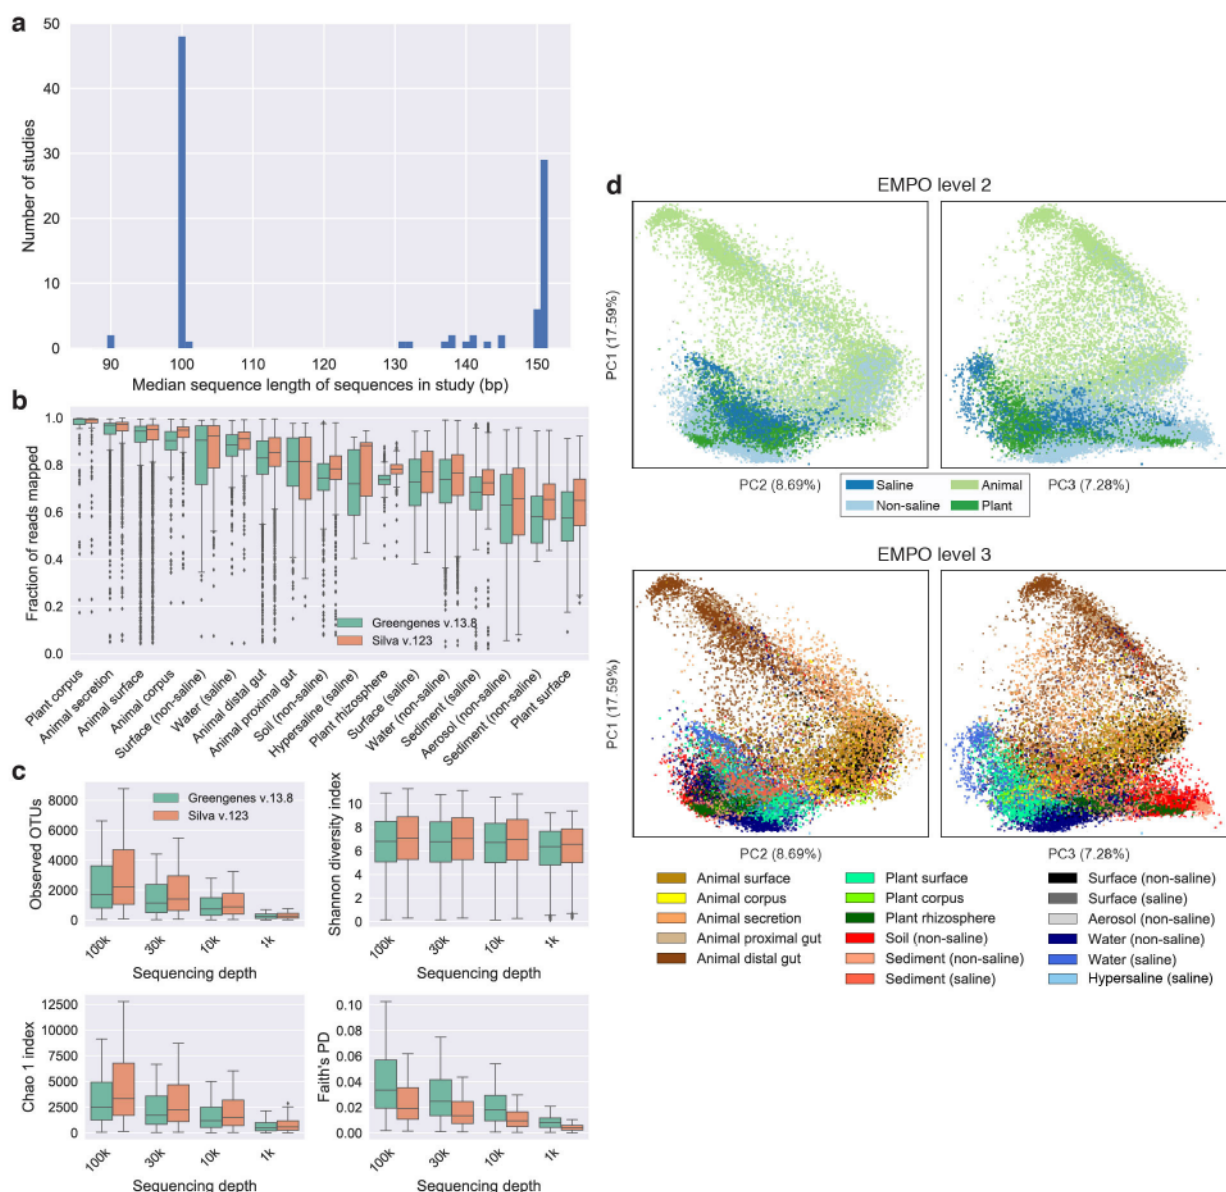 a
50
40
30
20
10
0
Number of studies
90 100 110 120 130 140 150
Median sequence length of sequences in study (bp)
b
1.0
0.8
0.6
0.4
0.2
0.0
Fraction of reads mapped
Greengenes v.13.8
Silva v.123
Plant corpus
Animal secretion
Animal surface
Animal corpus
Surface (non-saline)
Water (saline)
Animal distal gut
Animal proximal gut
Soil (non-saline)
Hypersaline (saline)
Plant rhizosphere
Surface (saline)
Water (non-saline)
Sediment (saline)
Aerosol (non-saline)
Sediment (non-saline)
Plant surface
c
8000
6000
4000
2000
0
Observed OTUs
Greengenes v.13.8
Silva v.123
100k 30k 10k 1k
Sequencing depth
10
8
6
4
2
0
Shannon diversity index
100k 30k 10k 1k
Sequencing depth
12500
10000
7500
5000
2500
0
Chao 1 index
100k 30k 10k 1k
Sequencing depth
0.10
0.08
0.06
0.04
0.02
0.00
Faith's PD
100k 30k 10k 1k
Sequencing depth
d
EMPO level 2
PC1 (17.59%)
PC2 (8.69%)
PC3 (7.28%)
Saline
Animal
Non-saline
Plant
EMPO level 3
PC1 (17.59%)
PC2 (8.69%)
PC3 (7.28%)
Animal surface
Animal corpus
Animal secretion
Animal proximal gut
Animal distal gut
Plant surface
Plant corpus
Plant rhizosphere
Soil (non-saline)
Sediment (non-saline)
Sediment (saline)
Surface (non-saline)
Surface (saline)
Aerosol (non-saline)
Water (non-saline)
Water (saline)
Hypersaline (saline)